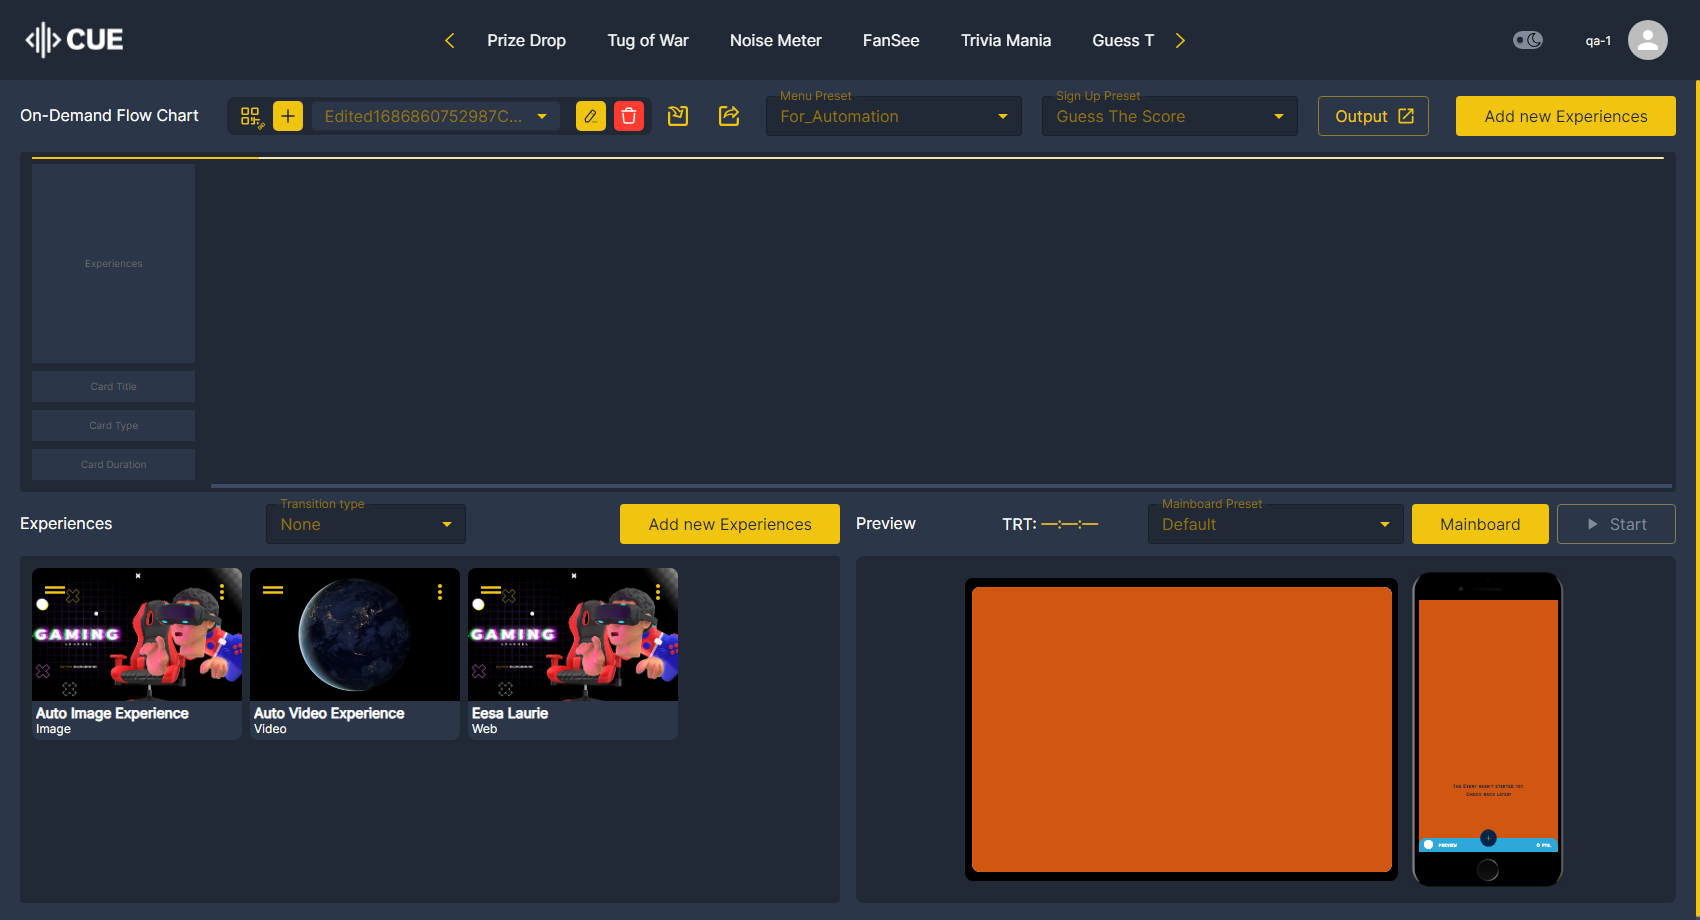 CUE
Prize Drop
Tug of War
Noise Meter
FanSee
Trivia Mania
Guess T
qa-1
On-Demand Flow Chart
Edited1686860752987C...
Menu Preset
For_Automation
Sign Up Preset
Guess The Score
Output
Add new Experiences
Experiences
Card Title
Card Type
Card Duration
Experiences
Transition type
None
Add new Experiences
Preview
TRT: —:—:—
Mainboard Preset
Default
Mainboard
Start
GAMING
Auto Image Experience
Image
Auto Video Experience
Video
GAMING
Eesa Laurie
Web
The Event hasn't started yet.
Check back later!
PREVIEW
0 PTS.